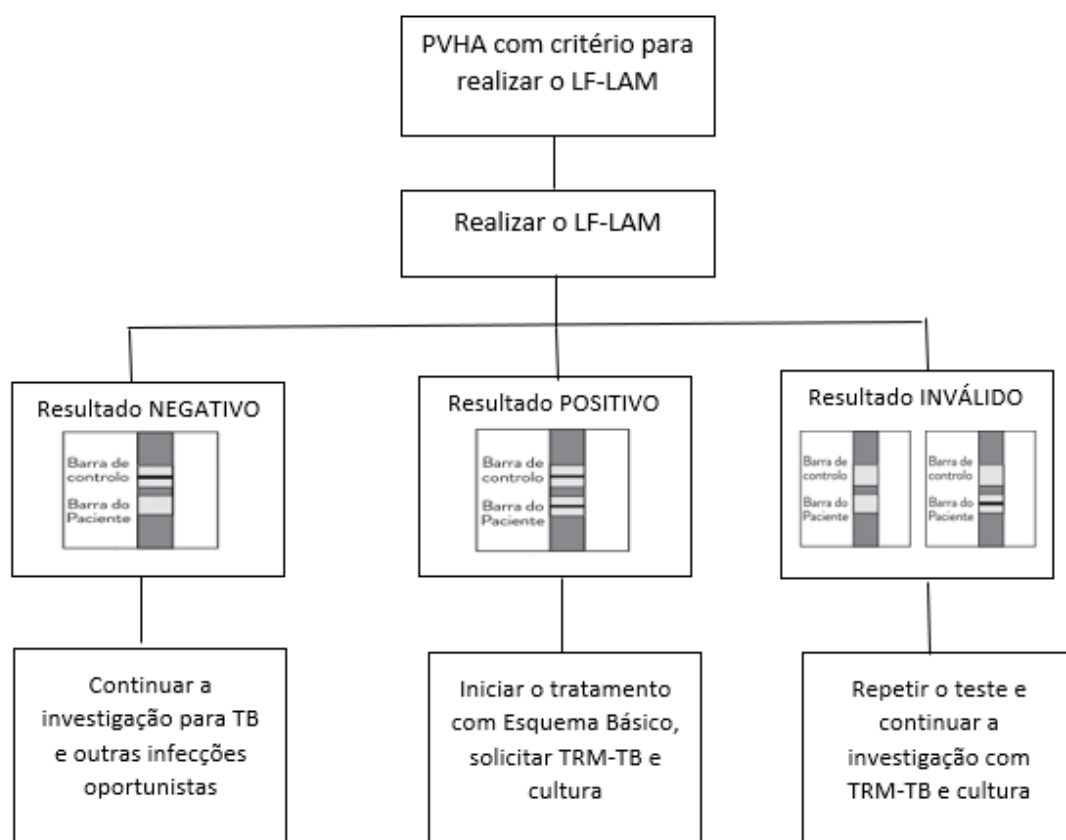 PVHA com critério para
realizar o LF-LAM
Realizar o LF-LAM
Resultado NEGATIVO
Barra de
controlo
Barra do
Paciente
Resultado POSITIVO
Barra de
controlo
Barra do
Paciente
Resultado INVÁLIDO
Barra de
controlo
Barra do
Paciente
Barra de
controlo
Barra do
Paciente
Continuar a
investigação para TB
e outras infecções
oportunistas
Iniciar o tratamento
com Esquema Básico,
solicitar TRM-TB e
cultura
Repetir o teste e
continuar a
investigação com
TRM-TB e cultura